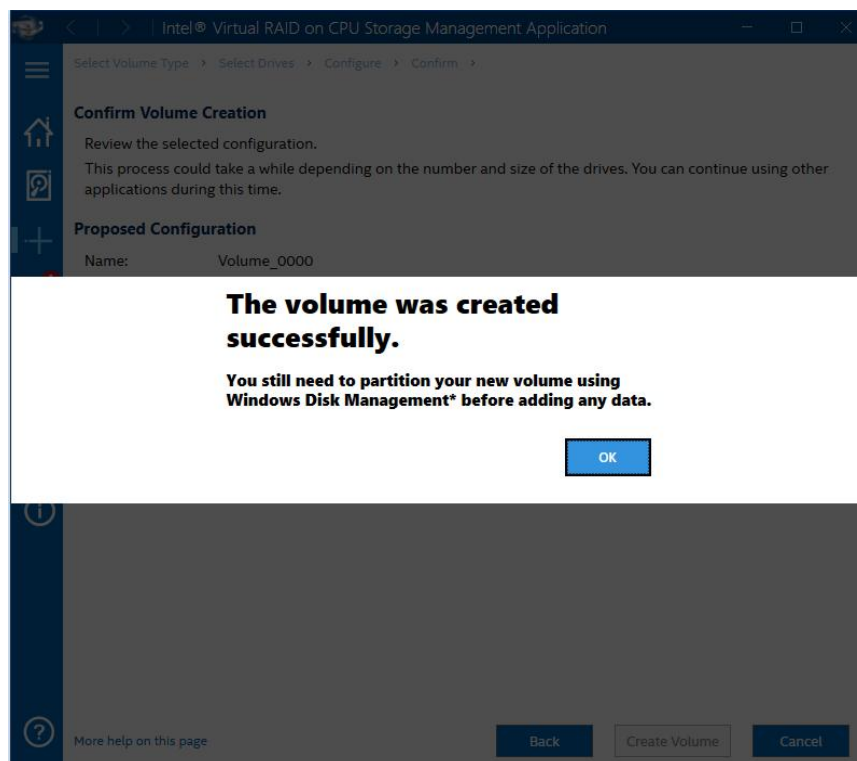 Intel® Virtual RAID on CPU Storage Management Application
Select Volume Type › Select Drives › Configure › Confirm ›
Confirm Volume Creation
Review the selected configuration.
This process could take a while depending on the number and size of the drives. You can continue using other
applications during this time.
Proposed Configuration
Name: Volume_0000
The volume was created
successfully.
You still need to partition your new volume using
Windows Disk Management* before adding any data.
OK
More help on this page
Back
Create Volume
Cancel